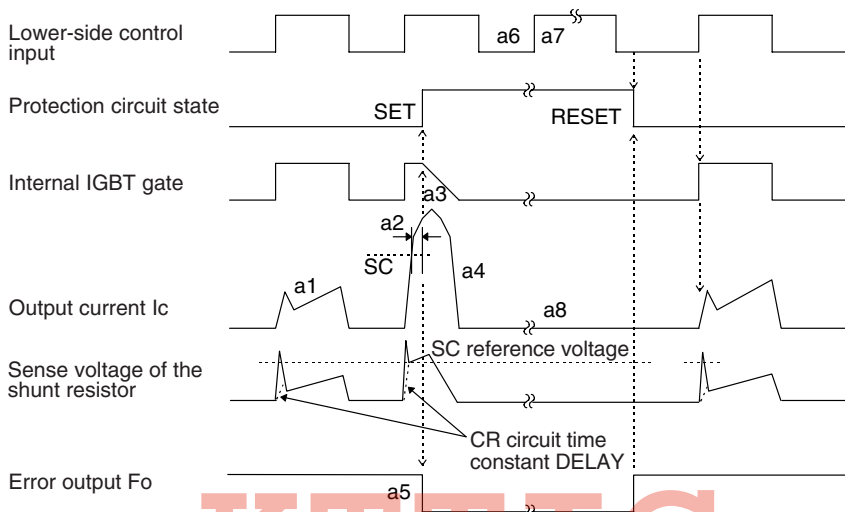 Lower-side control
input
a6
a7
Protection circuit state
SET
RESET
Internal IGBT gate
a3
a2
SC
a4
Output current Ic
a1
a8
SC reference voltage
Sense voltage of the
shunt resistor
CR circuit time
constant DELAY
Error output Fo
a5